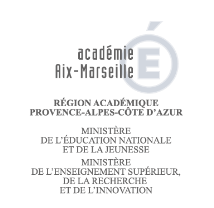 académie
Aix-Marseille
É
RÉGION ACADÉMIQUE
PROVENCE-ALPES-CÔTE D'AZUR
MINISTÈRE
DE L'ÉDUCATION NATIONALE
ET DE LA JEUNESSE
MINISTÈRE
DE L'ENSEIGNEMENT SUPÉRIEUR,
DE LA RECHERCHE
ET DE L'INNOVATION